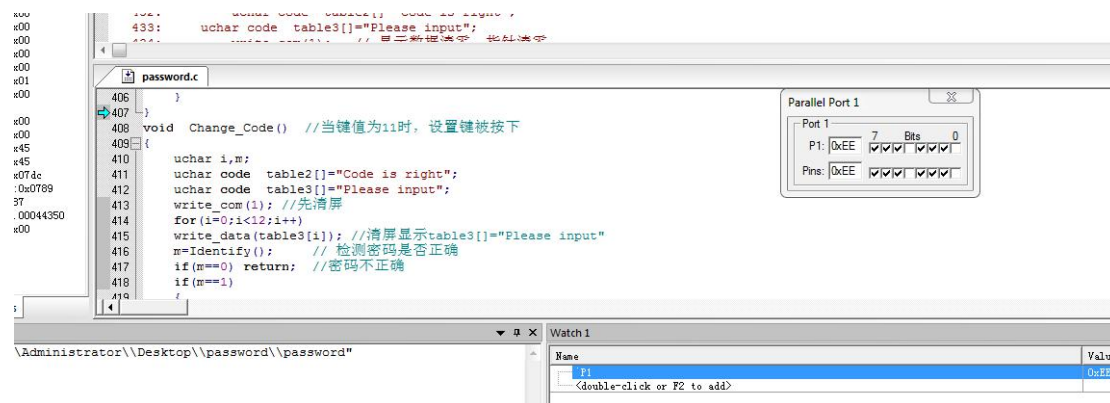 x00
x00
x00
x00
x01
x00
x00
x00
x45
x45
x07dc
:0x0789
37
.00044350
x00
433: uchar code table3[]="Please input";
password.c
406 }
407 }
408 void Change_Code() //当键值为11时，设置键被按下
409 {
410 uchar i,m;
411 uchar code table2[]="Code is right";
412 uchar code table3[]="Please input";
413 write_com(1); //先清屏
414 for(i=0;i<12;i++)
415 write_data(table3[i]); //清屏显示table3[]="Please input"
416 m=Identify(); // 检测密码是否正确
417 if(m==0) return; //密码不正确
418 if(m==1)
419 {
Parallel Port 1
Port 1
7 Bits 0
P1: 0xEE
Pins: 0xEE
\Administrator\\Desktop\\password\\password"
Watch 1
Name Valu
P1 0xEE
<double-click or F2 to add>